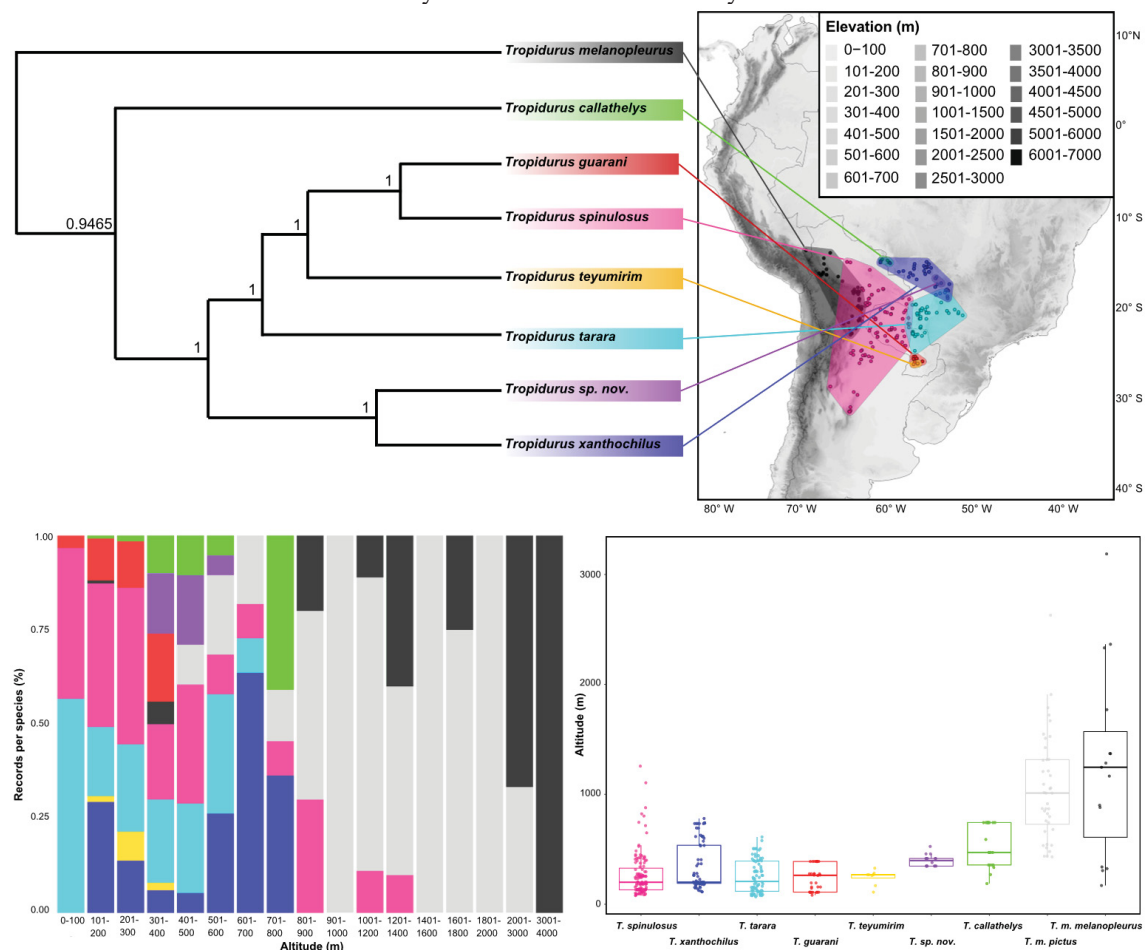 Tropidurus melanopleurus
Tropidurus callathelys
Tropidurus guarani
Tropidurus spinulosus
Tropidurus teyumirim
Tropidurus tarara
Tropidurus sp. nov.
Tropidurus xanthochilus
0.9465
1
1
1
1
1
Elevation (m)
0–100
101-200
201-300
301-400
401-500
501-600
601-700
701-800
801-900
901-1000
1001-1500
1501-2000
2001-2500
2501-3000
3001-3500
3501-4000
4001-4500
4501-5000
5001-6000
6001-7000
10°N
0°
10° S
20° S
30° S
40° S
80° W 70° W 60° W 50° W 40° W
Records per species (%)
1.00
0.75
0.50
0.25
0.00
0-100
101-200
201-300
301-400
401-500
501-600
601-700
701-800
801-900
901-1000
1001-1200
1201-1400
1401-1600
1601-1800
1801-2000
2001-3000
3001-4000
Altitude (m)
Altitude (m)
3000
2000
1000
0
T. spinulosus T. tarara T. teyumirim T. callathelys T. m. melanopleurus
T. xanthochilus T. guarani T. sp. nov. T. m. pictus